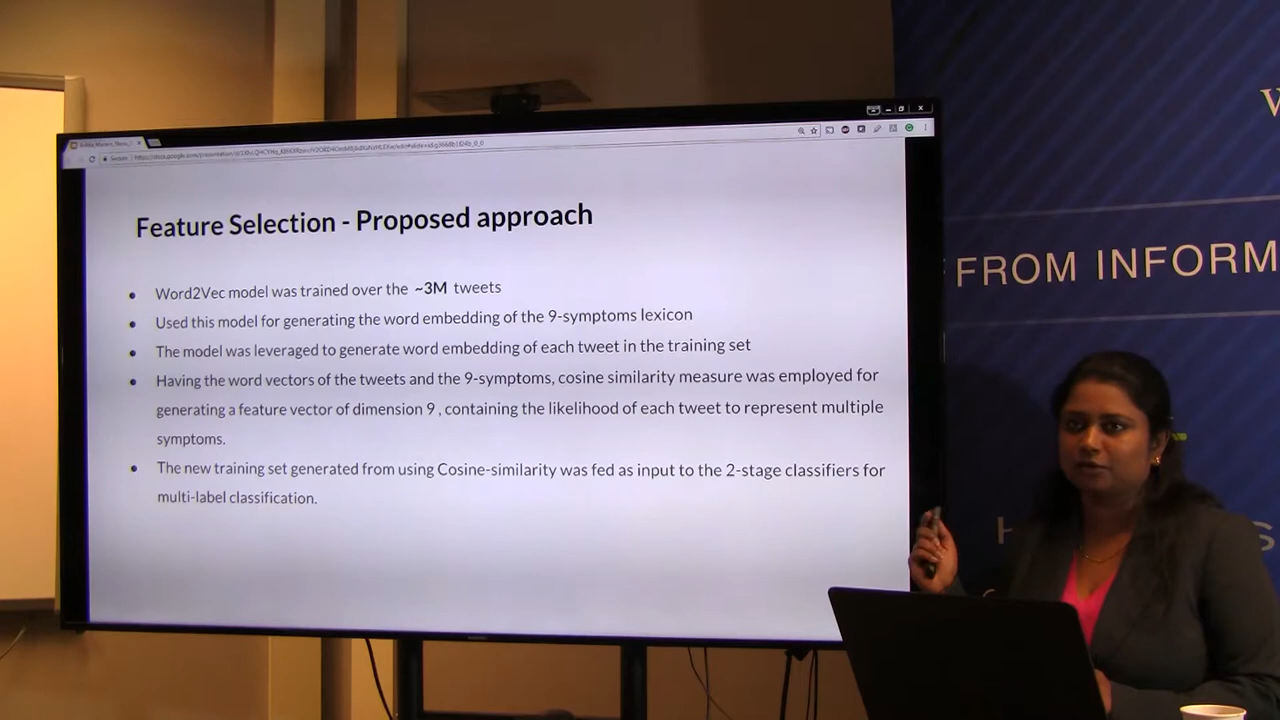 Feature Selection - Proposed approach
● Word2Vec model was trained over the ~3M tweets
● Used this model for generating the word embedding of the 9-symptoms lexicon
● The model was leveraged to generate word embedding of each tweet in the training set
● Having the word vectors of the tweets and the 9-symptoms, cosine similarity measure was employed for
generating a feature vector of dimension 9 , containing the likelihood of each tweet to represent multiple
symptoms.
● The new training set generated from using Cosine-similarity was fed as input to the 2-stage classifiers for
multi-label classification.
FROM INFORM